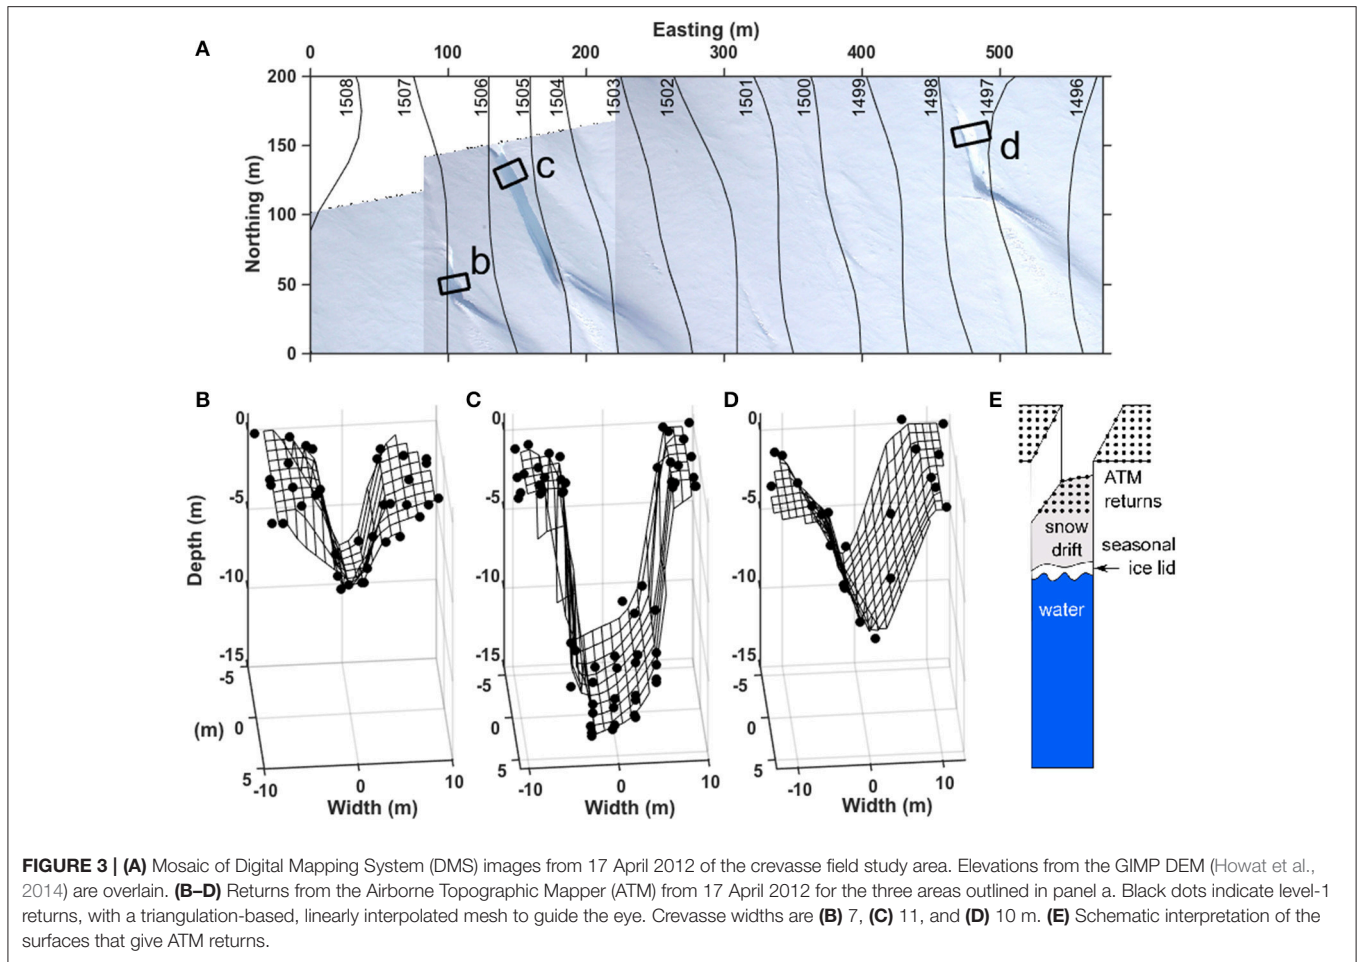 Easting (m)
A
0 100 200 300 400 500
200
150
100
50
0
Northing (m)
1508
1507
1506
1505
1504
1503
1502
1501
1500
1499
1498
1497
1496
b
c
d
B
0
-5
-10
-15
Depth (m)
-5
(m) 0
5
-10 0 10
Width (m)
C
0
-5
-10
-15
-5
0
5
-10 0 10
Width (m)
D
0
-5
-10
-15
-5
0
5
-10 0 10
Width (m)
E
ATM
returns
snow
drift
seasonal
ice lid
water
FIGURE 3 | (A) Mosaic of Digital Mapping System (DMS) images from 17 April 2012 of the crevasse field study area. Elevations from the GIMP DEM (Howat et al.,
2014) are overlain. (B–D) Returns from the Airborne Topographic Mapper (ATM) from 17 April 2012 for the three areas outlined in panel a. Black dots indicate level-1
returns, with a triangulation-based, linearly interpolated mesh to guide the eye. Crevasse widths are (B) 7, (C) 11, and (D) 10 m. (E) Schematic interpretation of the
surfaces that give ATM returns.